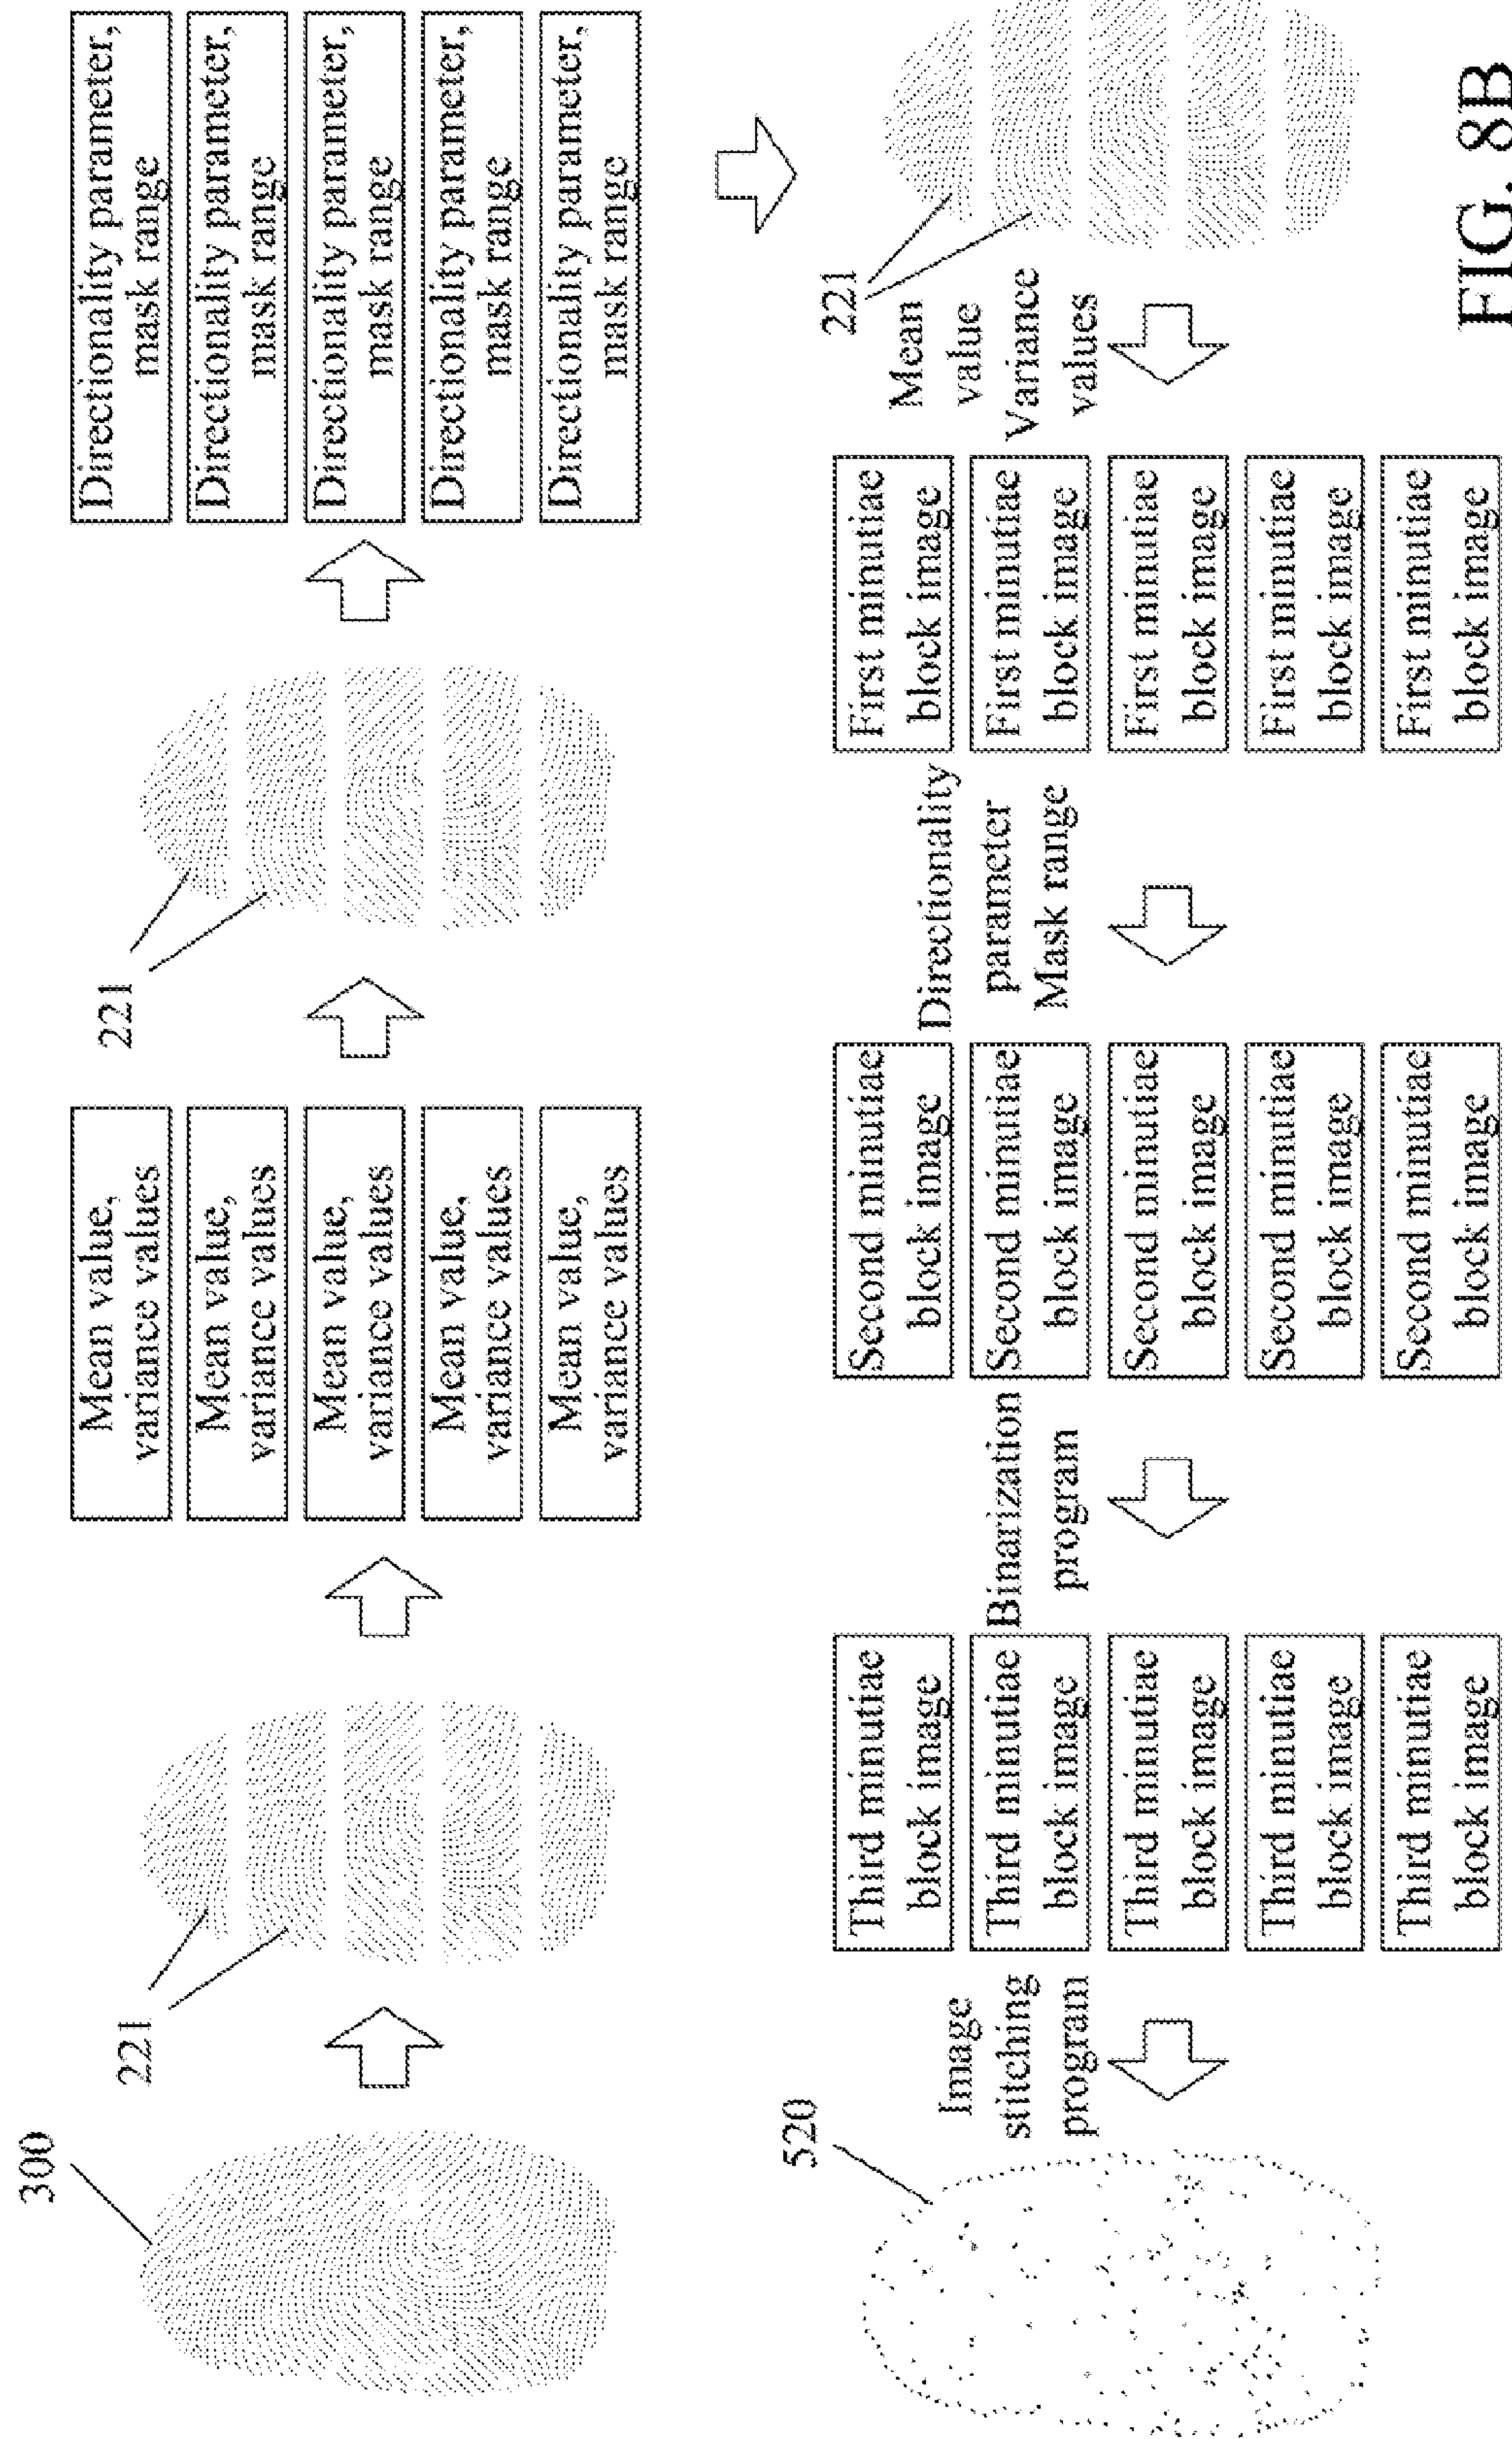 300
221
Mean value,
variance values
Mean value,
variance values
Mean value,
variance values
Mean value,
variance values
Mean value,
variance values
221
Directionality parameter,
mask range
Directionality parameter,
mask range
Directionality parameter,
mask range
Directionality parameter,
mask range
Directionality parameter,
mask range
221
Mean
value
Variance
values
First minutiae
block image
First minutiae
block image
First minutiae
block image
First minutiae
block image
First minutiae
block image
Directionality
parameter
Mask range
Second minutiae
block image
Second minutiae
block image
Second minutiae
block image
Second minutiae
block image
Second minutiae
block image
Binarization
program
Third minutiae
block image
Third minutiae
block image
Third minutiae
block image
Third minutiae
block image
Third minutiae
block image
Image
stitching
program
520
FIG. 8B